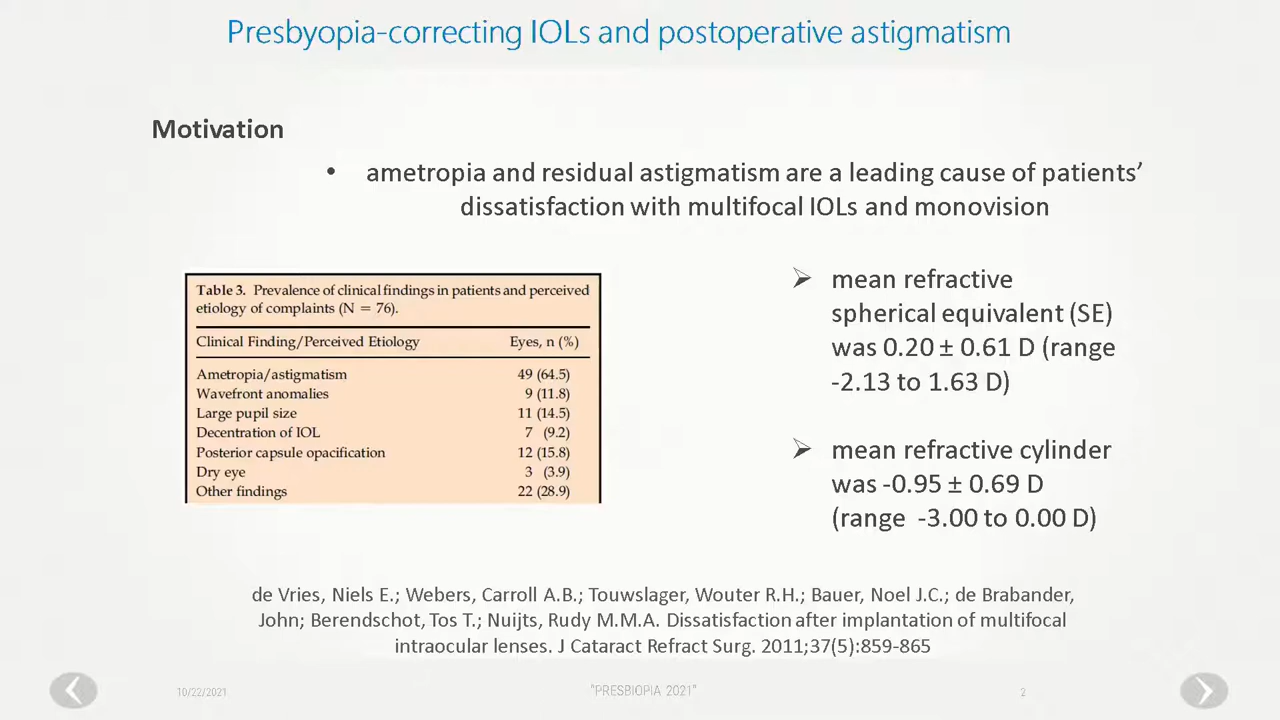 Presbyopia-correcting IOLs and postoperative astigmatism
Motivation
• ametropia and residual astigmatism are a leading cause of patients’
dissatisfaction with multifocal IOLs and monovision
Table 3. Prevalence of clinical findings in patients and perceived
etiology of complaints (N = 76).
Clinical Finding/Perceived Etiology Eyes, n (%)
Ametropia/astigmatism 49 (64.5)
Wavefront anomalies 9 (11.8)
Large pupil size 11 (14.5)
Decentration of IOL 7 (9.2)
Posterior capsule opacification 12 (15.8)
Dry eye 3 (3.9)
Other findings 22 (28.9)
➢ mean refractive
spherical equivalent (SE)
was 0.20 ± 0.61 D (range
-2.13 to 1.63 D)
➢ mean refractive cylinder
was -0.95 ± 0.69 D
(range -3.00 to 0.00 D)
de Vries, Niels E.; Webers, Carroll A.B.; Touwslager, Wouter R.H.; Bauer, Noel J.C.; de Brabander,
John; Berendschot, Tos T.; Nuijts, Rudy M.M.A. Dissatisfaction after implantation of multifocal
intraocular lenses. J Cataract Refract Surg. 2011;37(5):859-865
10/22/2021 "PRESBIOPIA 2021" 2